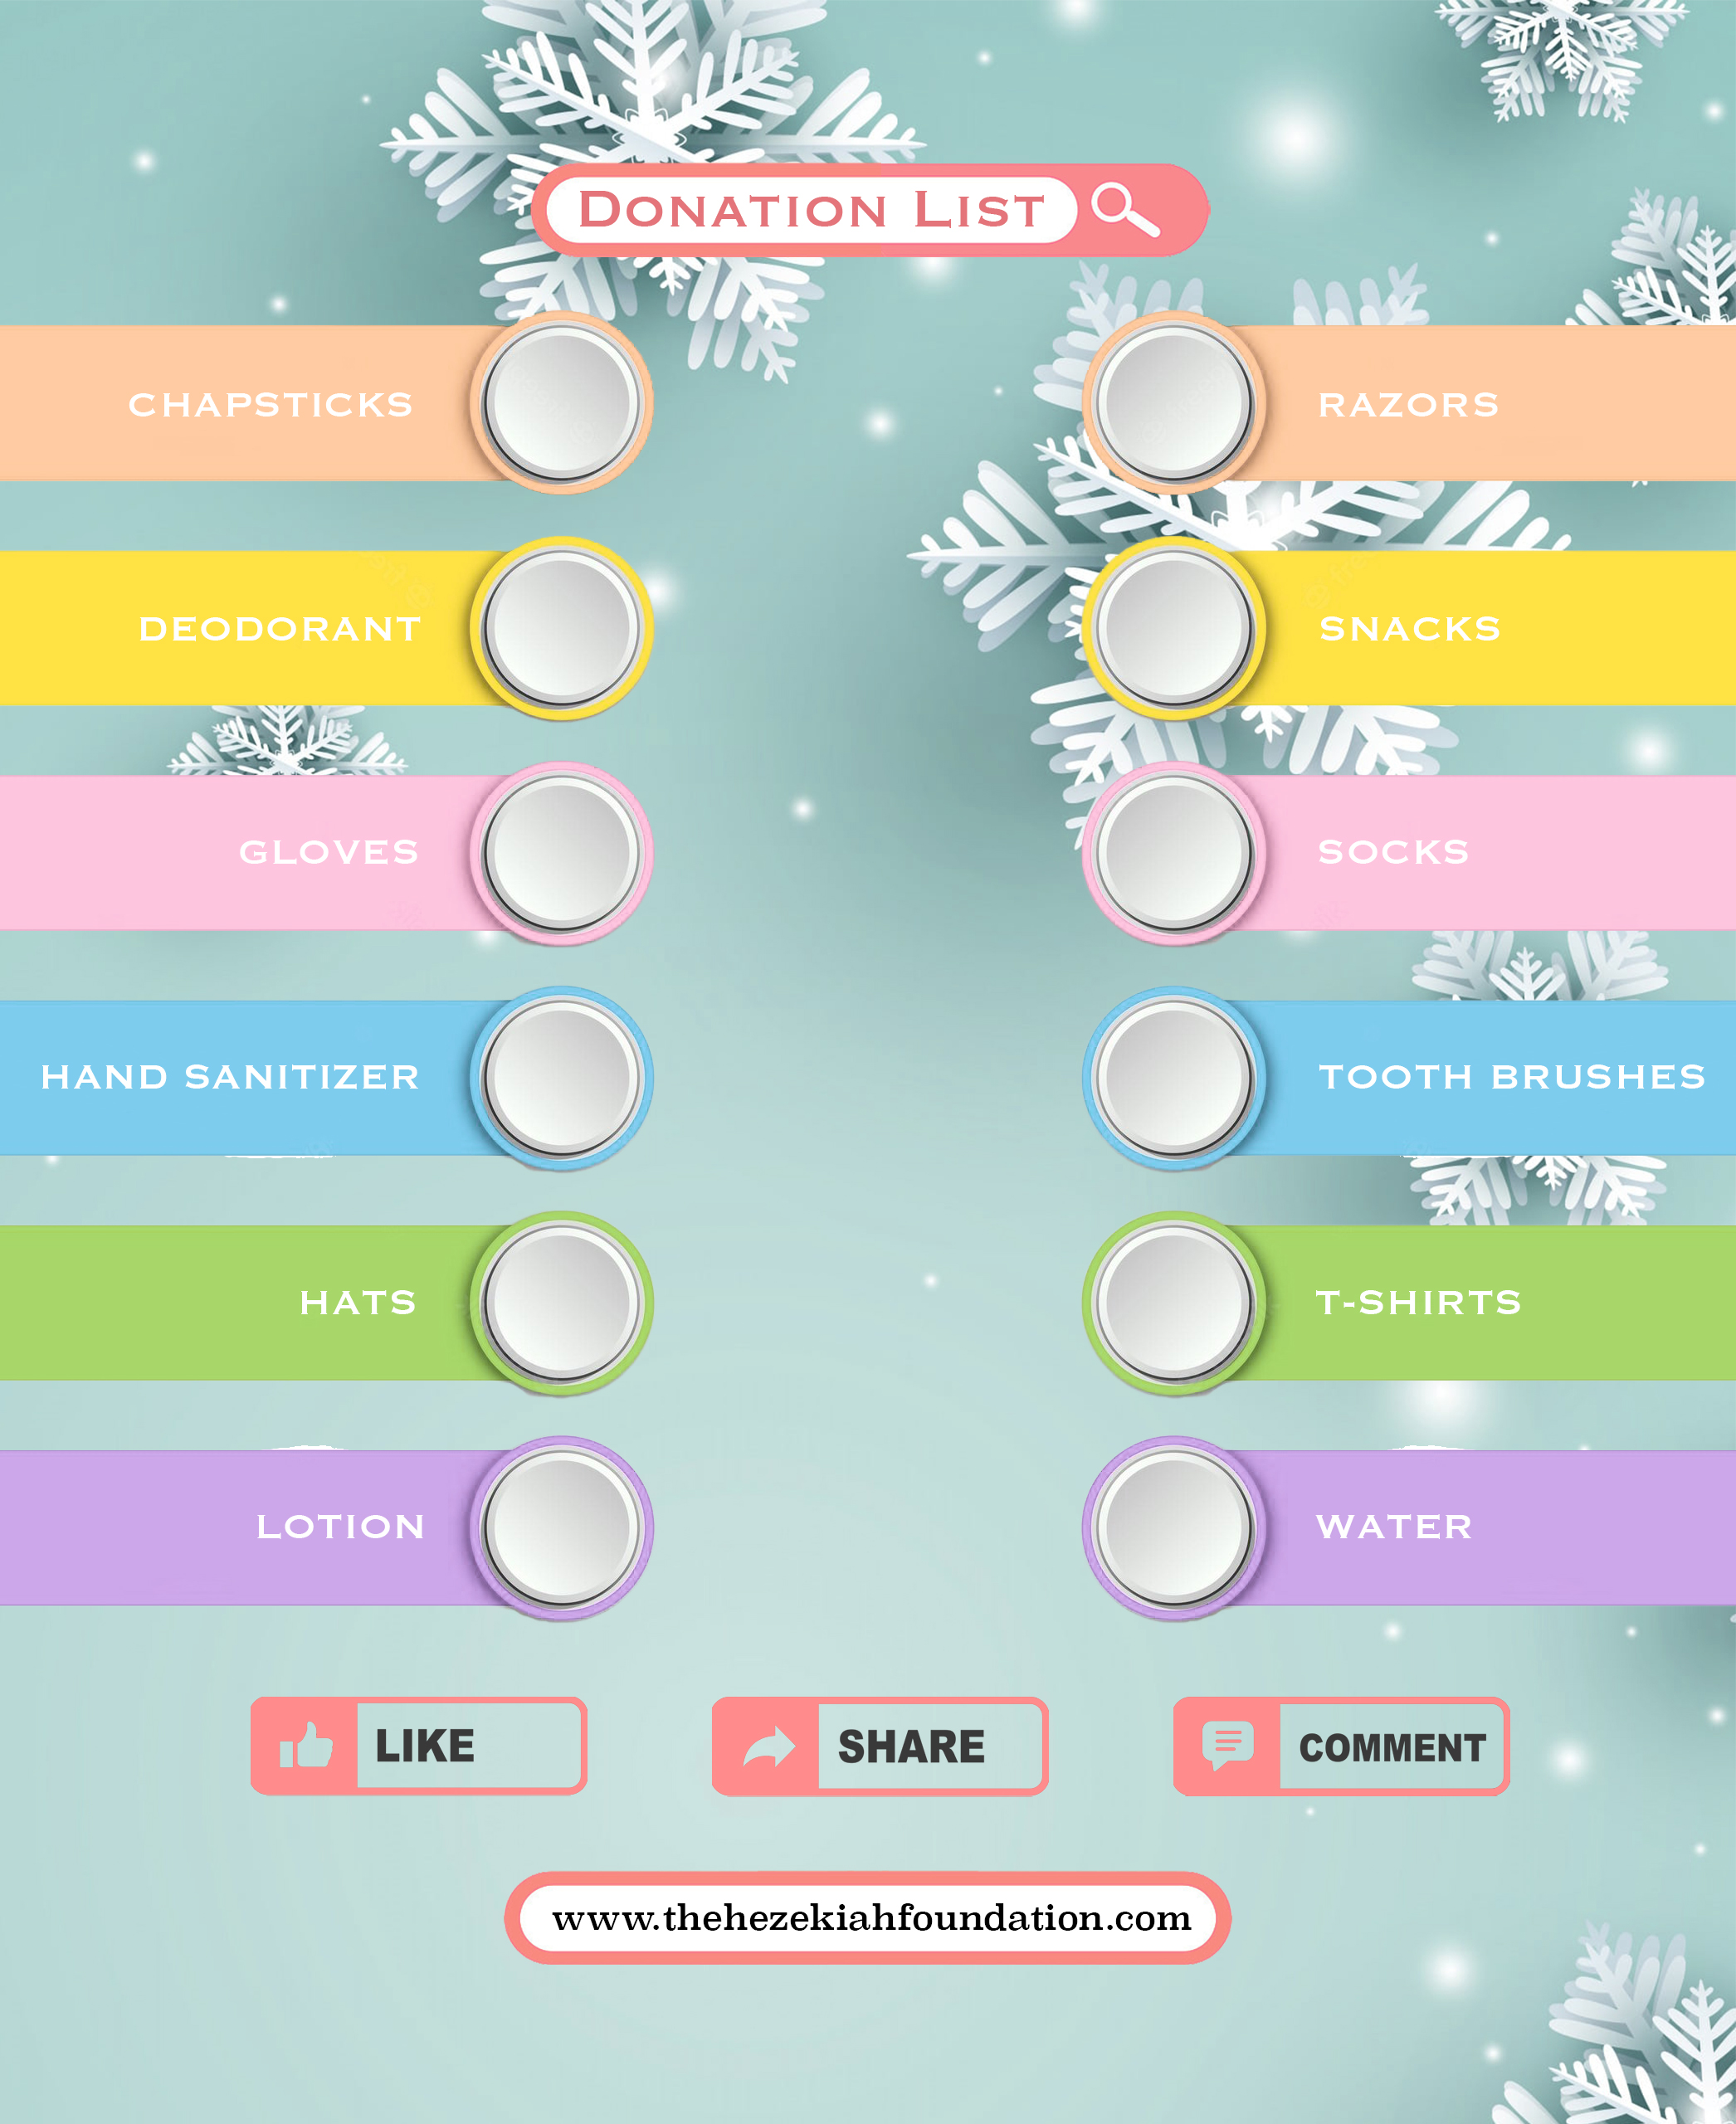 Donation List
CHAPSTICKS
RAZORS
DEODORANT
SNACKS
GLOVES
SOCKS
HAND SANITIZER
TOOTH BRUSHES
HATS
T-SHIRTS
LOTION
WATER
LIKE
SHARE
COMMENT
www.thehezekiahfoundation.com